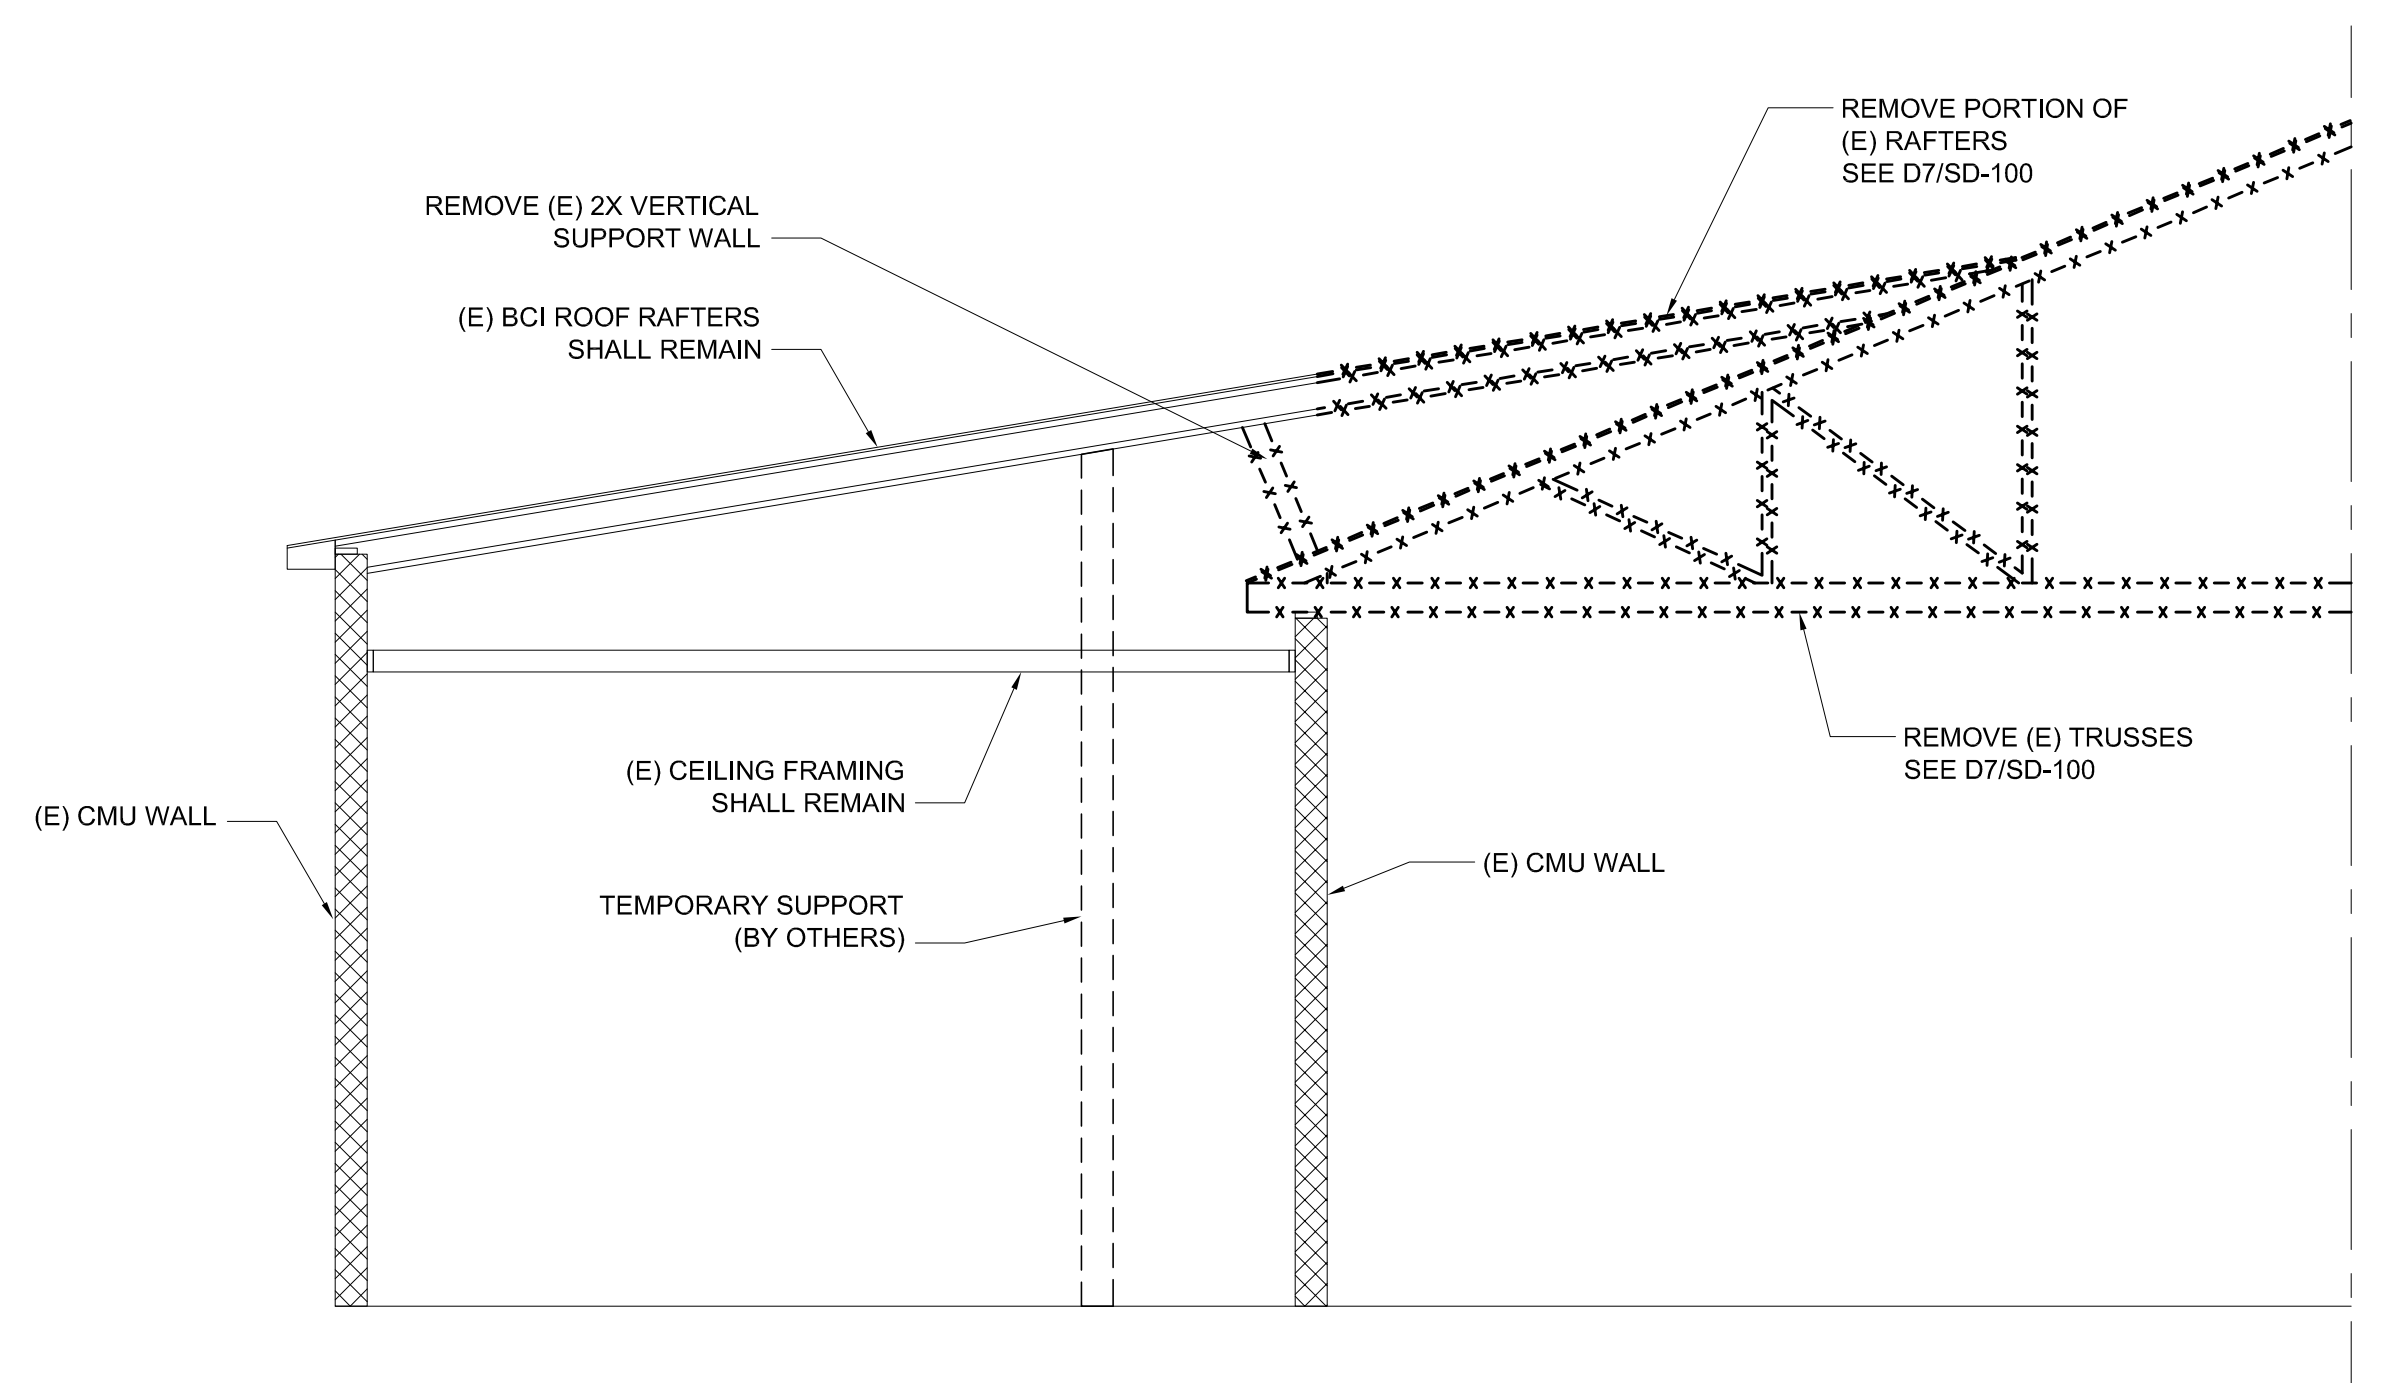 REMOVE PORTION OF
(E) RAFTERS
SEE D7/SD-100
REMOVE (E) 2X VERTICAL
SUPPORT WALL
(E) BCI ROOF RAFTERS
SHALL REMAIN
REMOVE (E) TRUSSES
SEE D7/SD-100
(E) CEILING FRAMING
SHALL REMAIN
(E) CMU WALL
(E) CMU WALL
TEMPORARY SUPPORT
(BY OTHERS)